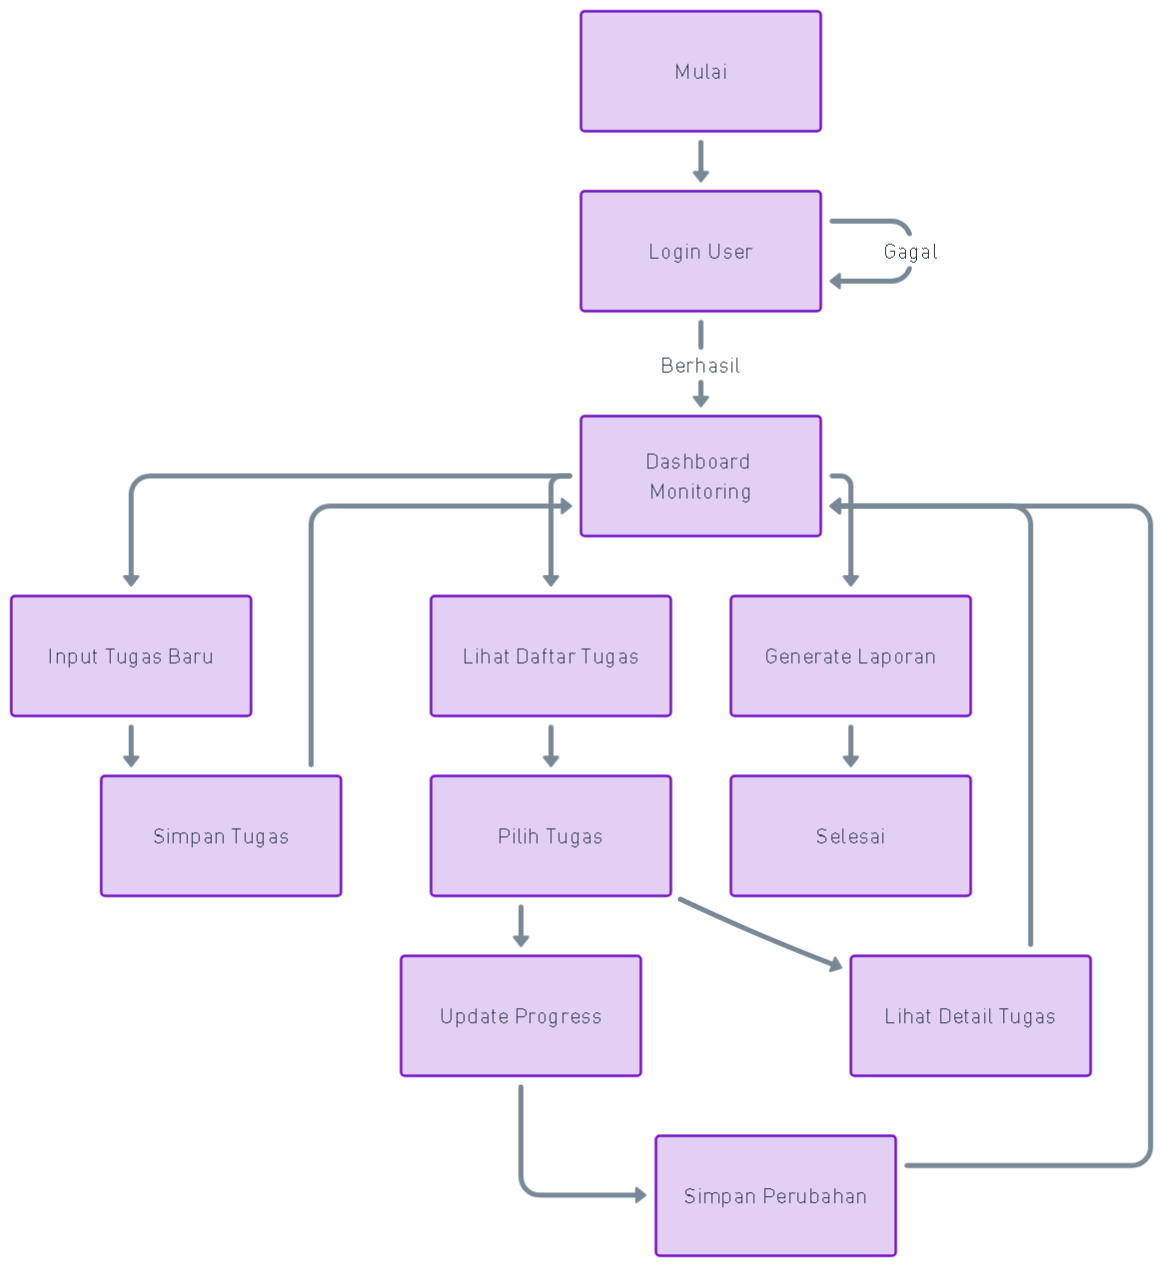 Mulai
Login User
Gagal
Berhasil
Dashboard
Monitoring
Input Tugas Baru
Lihat Daftar Tugas
Generate Laporan
Simpan Tugas
Pilih Tugas
Selesai
Update Progress
Lihat Detail Tugas
Simpan Perubahan